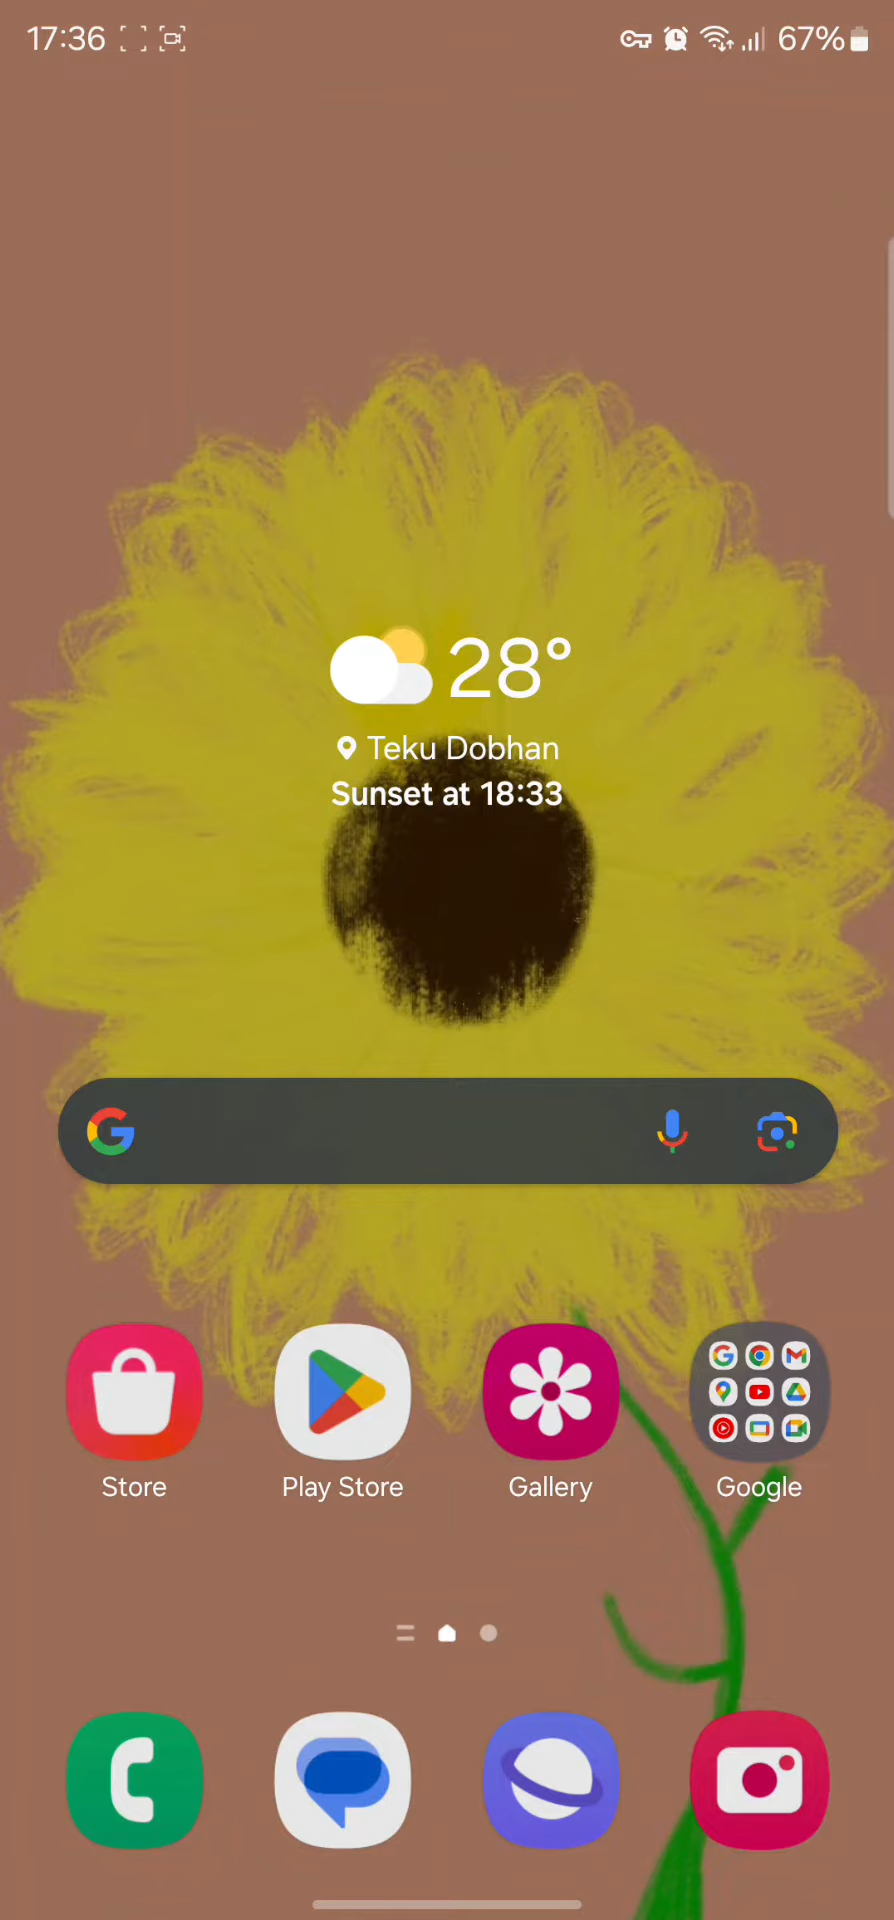 17:36 67%
28°
Teku Dobhan
Sunset at 18:33
Store Play Store Gallery Google